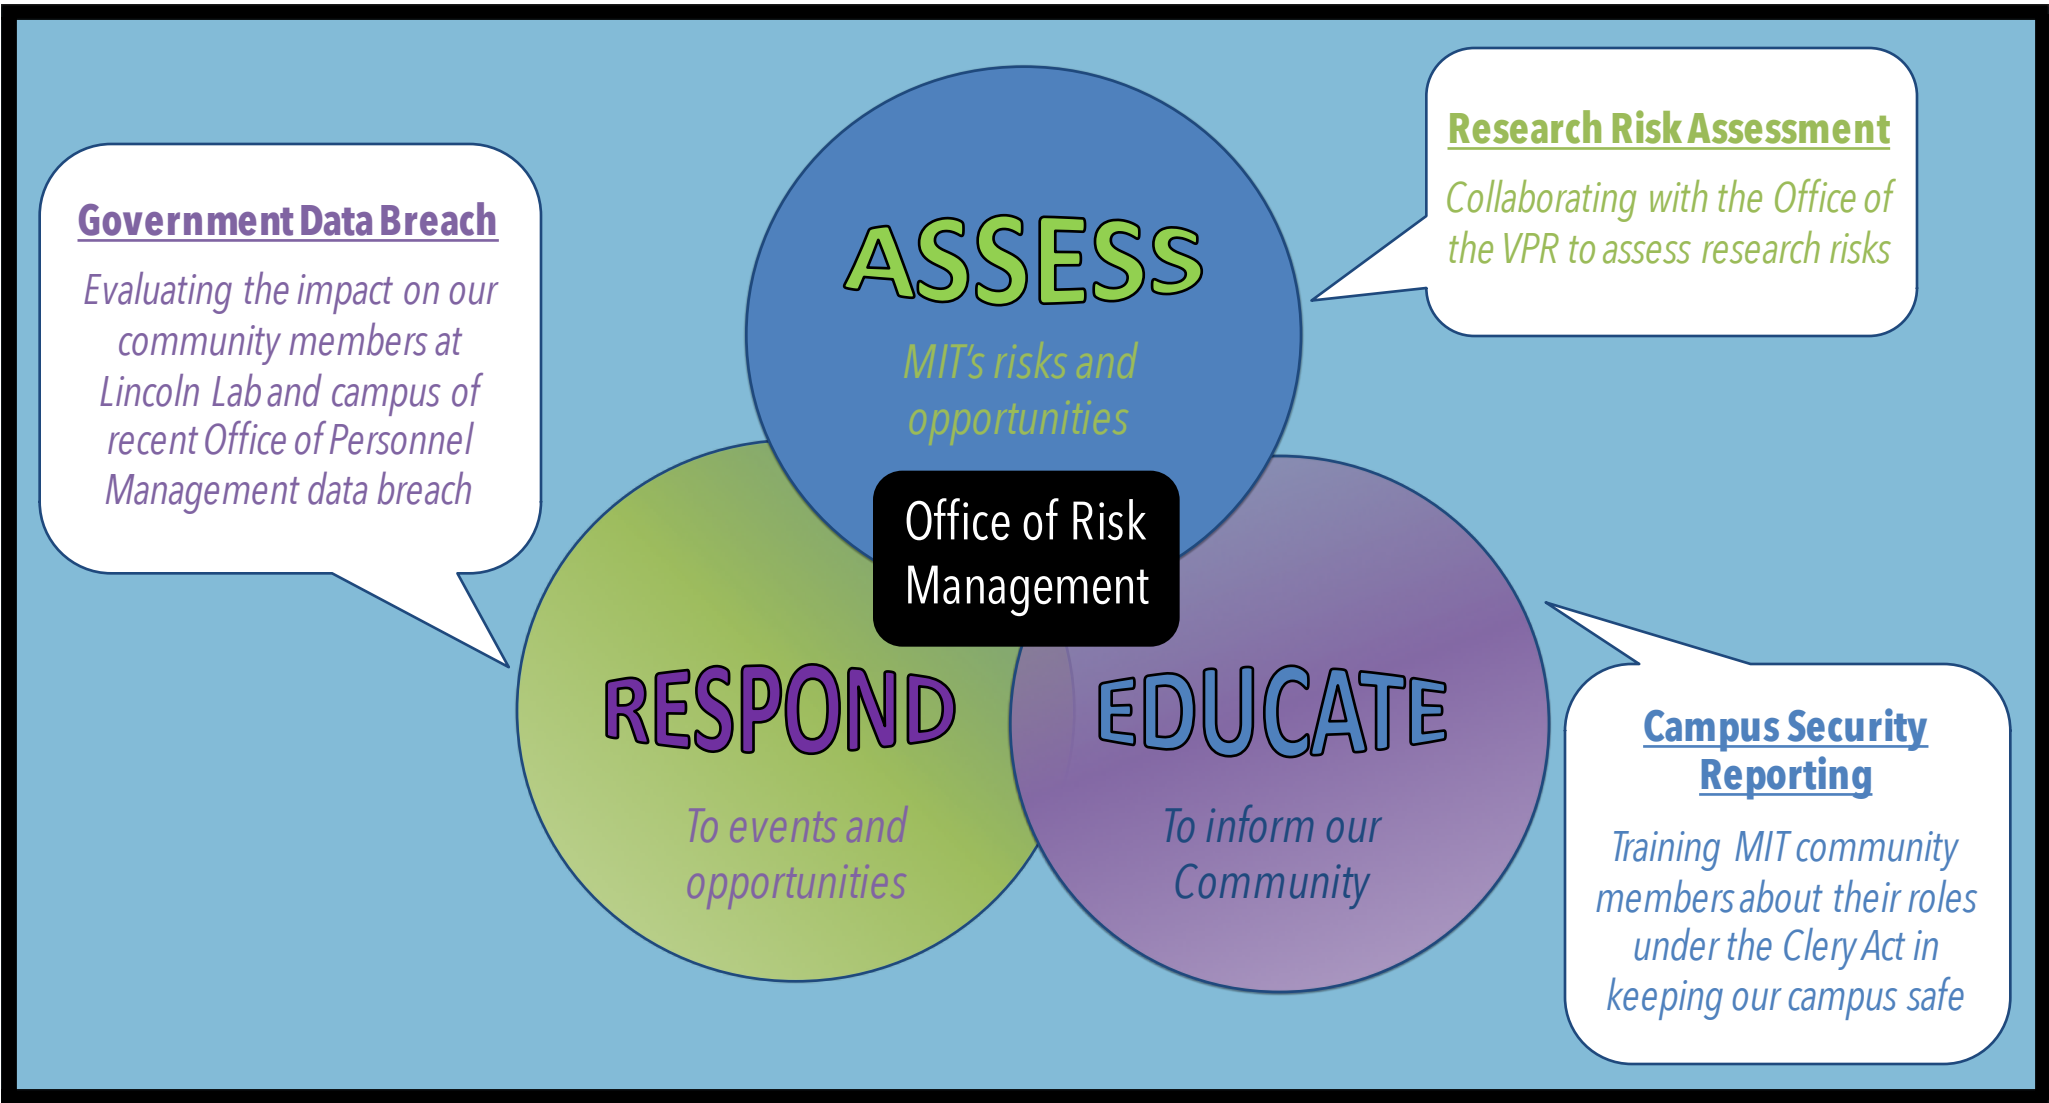 Government Data Breach
Evaluating the impact on our
community members at
Lincoln Lab and campus of
recent Office of Personnel
Management data breach
ASSESS
MIT's risks and
opportunities
Research Risk Assessment
Collaborating with the Office of
the VPR to assess research risks
Office of Risk
Management
RESPOND
To events and
opportunities
EDUCATE
To inform our
Community
Campus Security
Reporting
Training MIT community
members about their roles
under the Clery Act in
keeping our campus safe